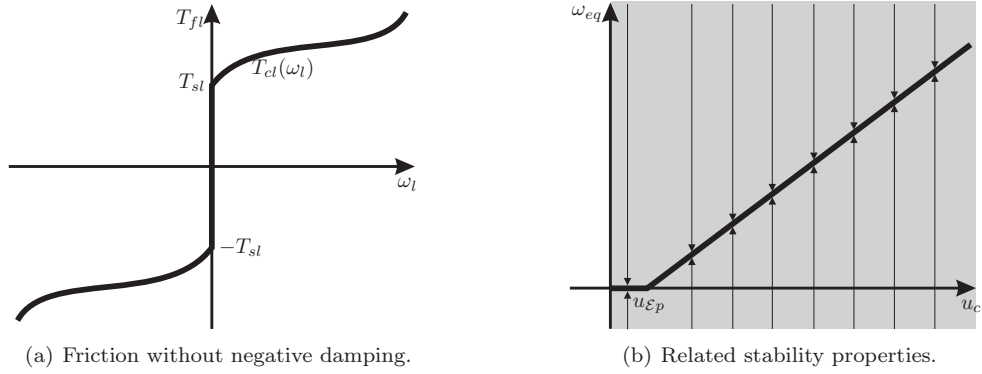 T_{fl}
T_{cl}(ω_l)
T_{sl}
ω_l
−T_{sl}
(a) Friction without negative damping.
ω_{eq}
u_{\mathcal{E}p}
u_c
(b) Related stability properties.